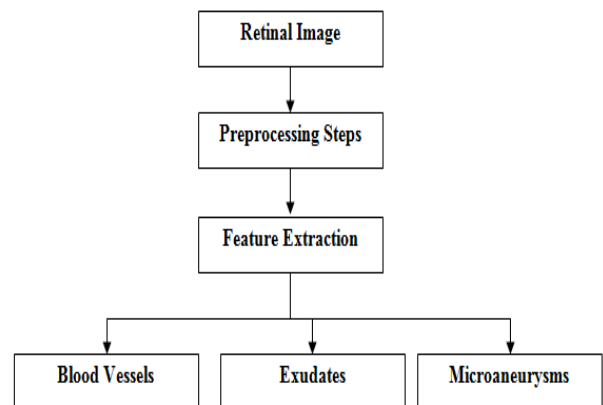 Retinal Image
Preprocessing Steps
Feature Extraction
Blood Vessels
Exudates
Microaneurysms